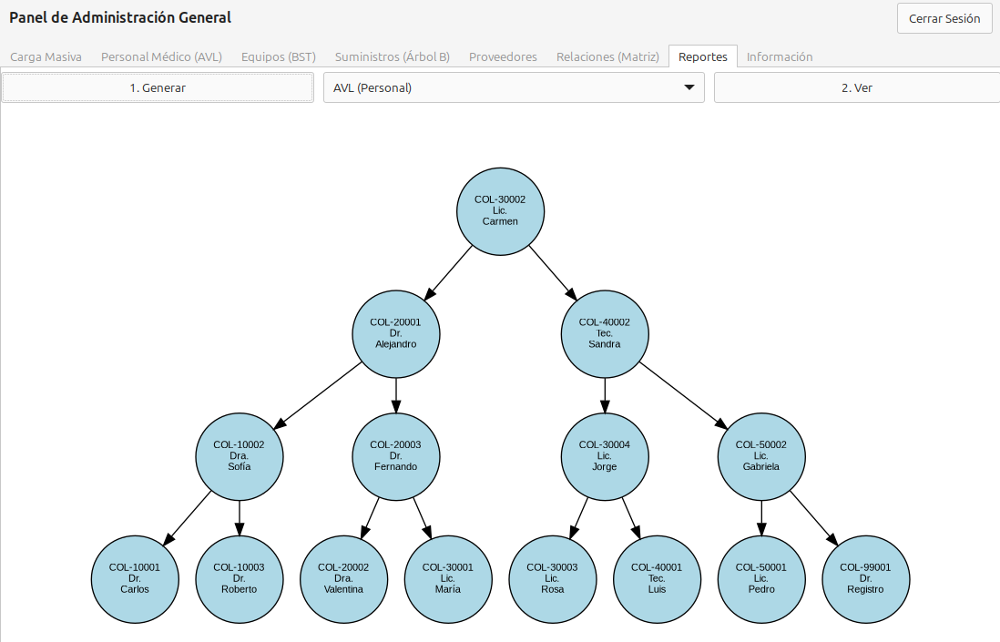 Panel de Administración General
Cerrar Sesión
Carga Masiva
Personal Médico (AVL)
Equipos (BST)
Suministros (Árbol B)
Proveedores
Relaciones (Matriz)
Reportes
Información
1. Generar
AVL (Personal)
2. Ver
COL-30002
Lic.
Carmen
COL-20001
Dr.
Alejandro
COL-40002
Tec.
Sandra
COL-10002
Dra.
Sofía
COL-20003
Dr.
Fernando
COL-30004
Lic.
Jorge
COL-50002
Lic.
Gabriela
COL-10001
Dr.
Carlos
COL-10003
Dr.
Roberto
COL-20002
Dra.
Valentina
COL-30001
Lic.
María
COL-30003
Lic.
Rosa
COL-40001
Tec.
Luis
COL-50001
Lic.
Pedro
COL-99001
Dr.
Registro